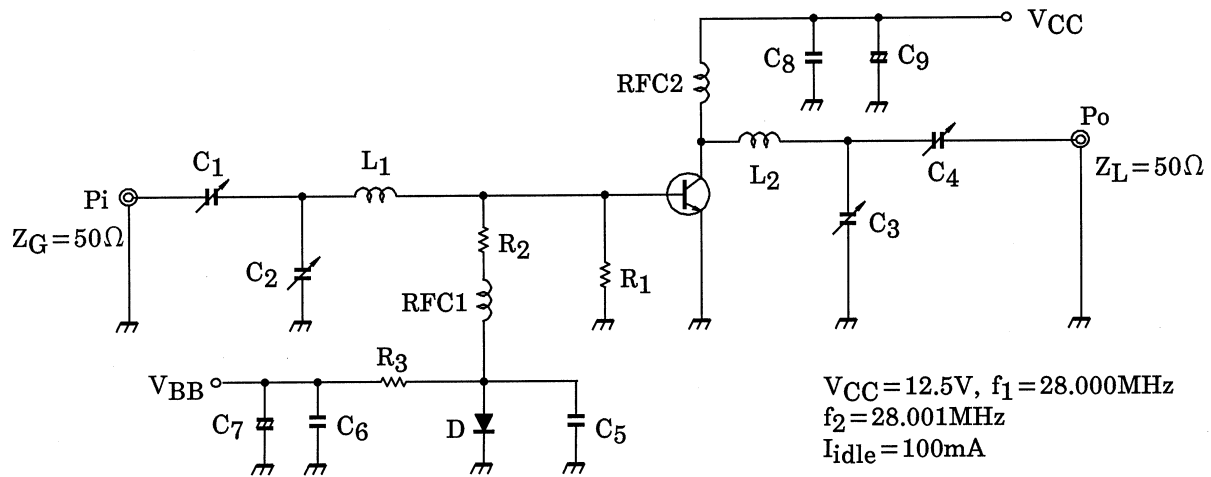 VCC
C8
C9
RFC2
Po
C1
L1
L2
C4
ZL=50Ω
Pi
ZG=50Ω
R2
C3
C2
RFC1
R1
R3
VBB
C7
C6
D
C5
VCC=12.5V, f1=28.000MHz
f2=28.001MHz
Iidle=100mA